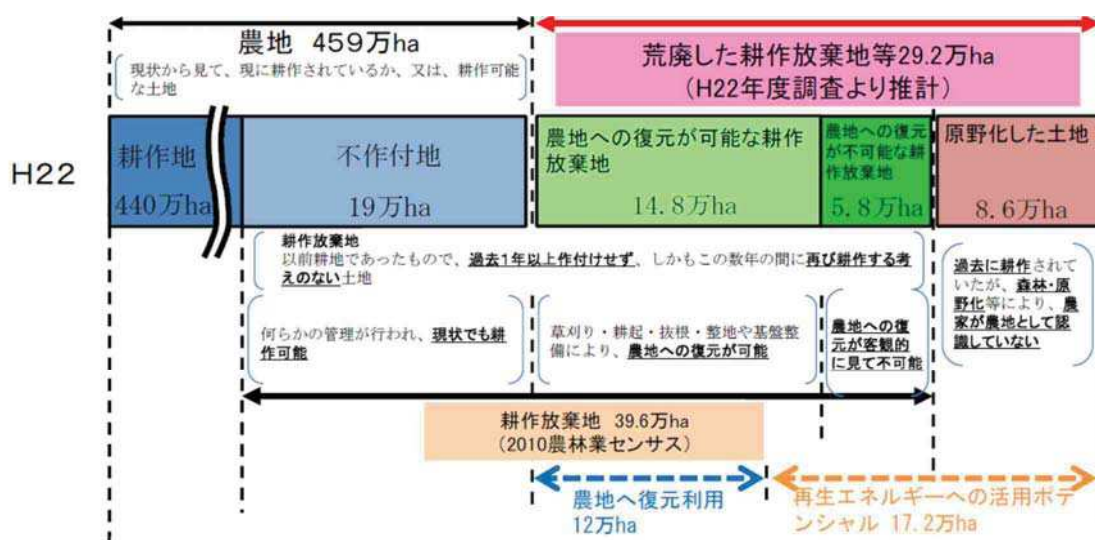 農地 459万ha
現状から見て、現に耕作されているか、又は、耕作可能
な土地
荒廃した耕作放棄地等29.2万ha
(H22年度調査より推計)
H22
耕作地
440万ha
不作付地
19万ha
農地への復元が可能な耕作
放棄地
14.8万ha
農地への復元
が不可能な耕
作放棄地
5.8万ha
原野化した土地
8.6万ha
耕作放棄地
以前耕地であったもので、過去1年以上作付けせず、しかもこの数年の間に再び耕作する考
えのない土地
過去に耕作されて
いたが、森林・原
野化等により、農
家が農地として認
識していない
何らかの管理が行われ、現状でも耕
作可能
草刈り・耕起・抜根・整地や基盤整
備により、農地への復元が可能
農地への復
元が客観的
に見て不可能
耕作放棄地 39.6万ha
(2010農林業センサス)
農地へ復元利用
12万ha
再生エネルギーへの活用ポテ
ンシャル 17.2万ha